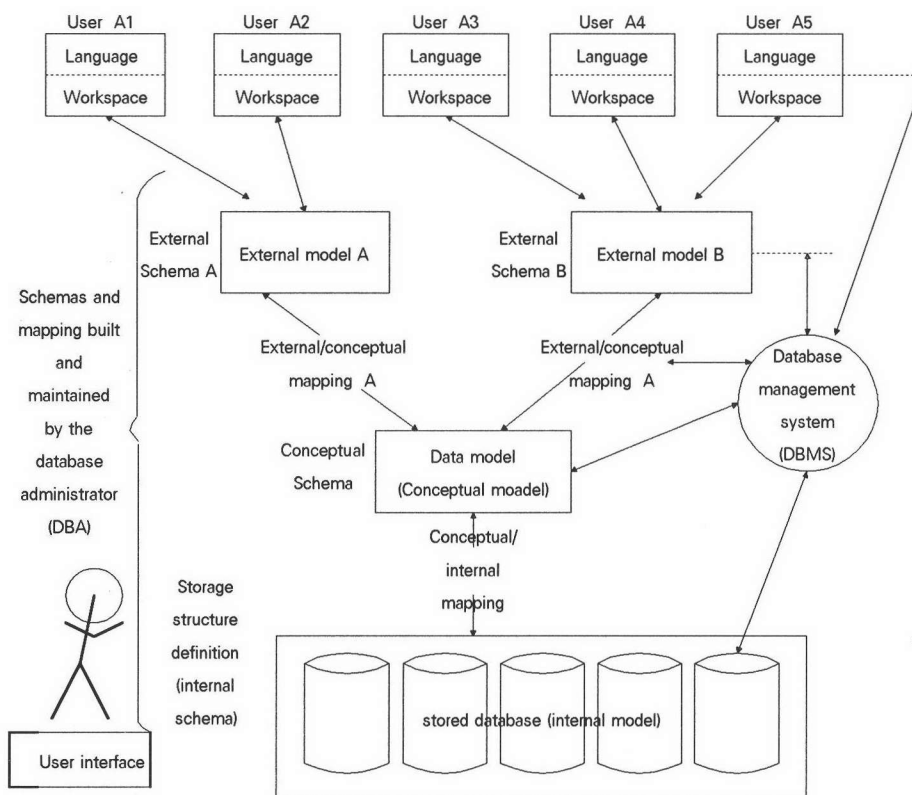 User A1
User A2
User A3
User A4
User A5
Language
Language
Language
Language
Language
Workspace
Workspace
Workspace
Workspace
Workspace
External
Schema A
External model A
External
Schema B
External model B
Schemas and
mapping built
and
maintained
by the
database
administrator
(DBA)
External/conceptual
mapping A
External/conceptual
mapping A
Database
management
system
(DBMS)
Conceptual
Schema
Data model
(Conceptual moadel)
Conceptual/
internal
mapping
Storage
structure
definition
(internal
schema)
stored database (internal model)
User interface